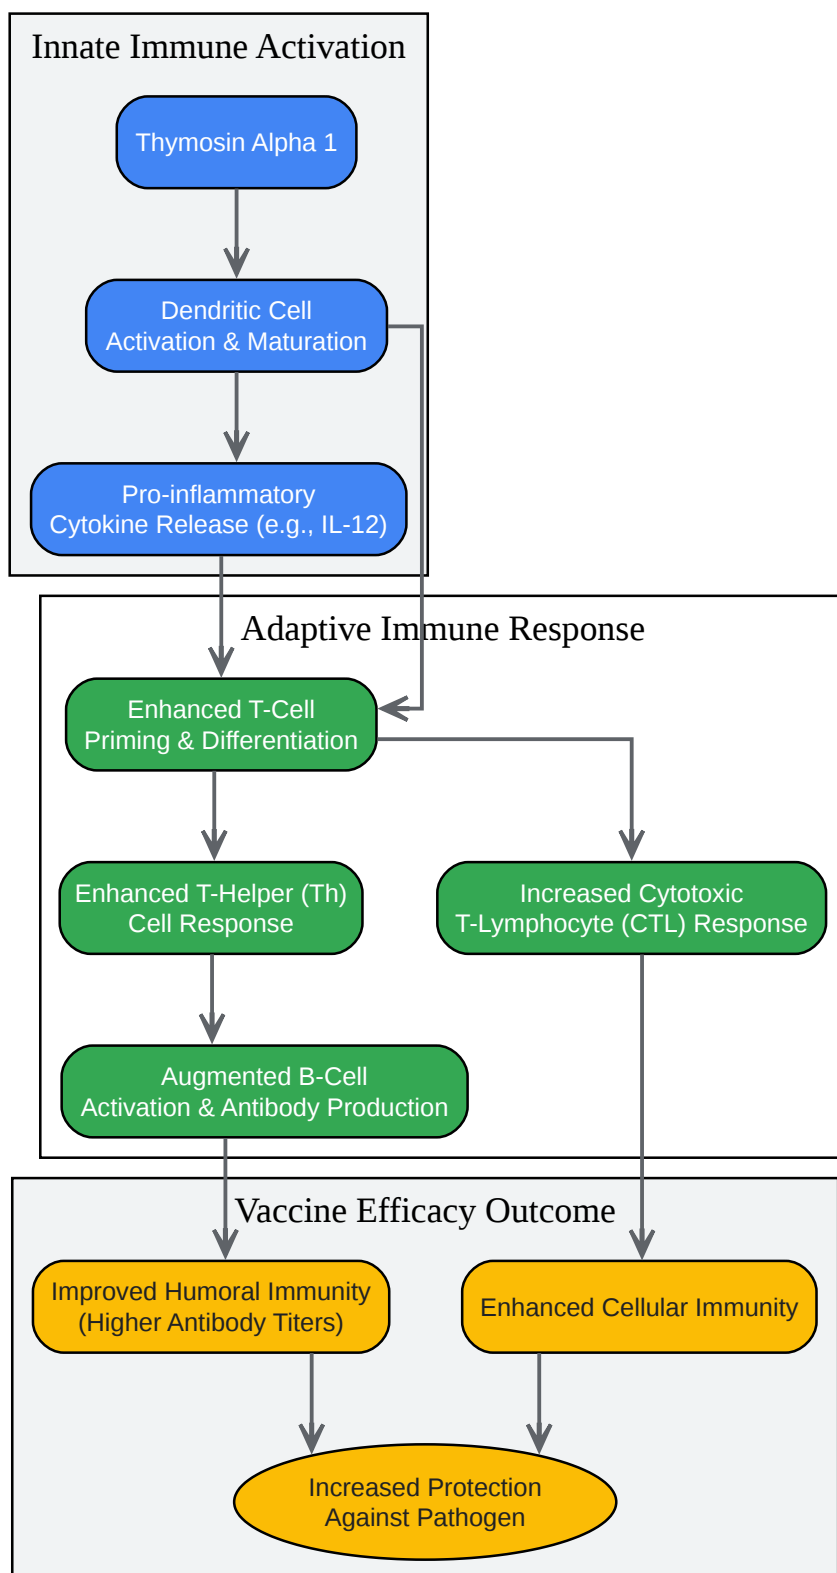 Innate Immune Activation
Thymosin Alpha 1
Dendritic Cell
Activation & Maturation
Pro-inflammatory
Cytokine Release (e.g., IL-12)
Adaptive Immune Response
Enhanced T-Cell
Priming & Differentiation
Enhanced T-Helper (Th)
Cell Response
Increased Cytotoxic
T-Lymphocyte (CTL) Response
Augmented B-Cell
Activation & Antibody Production
Vaccine Efficacy Outcome
Improved Humoral Immunity
(Higher Antibody Titers)
Enhanced Cellular Immunity
Increased Protection
Against Pathogen